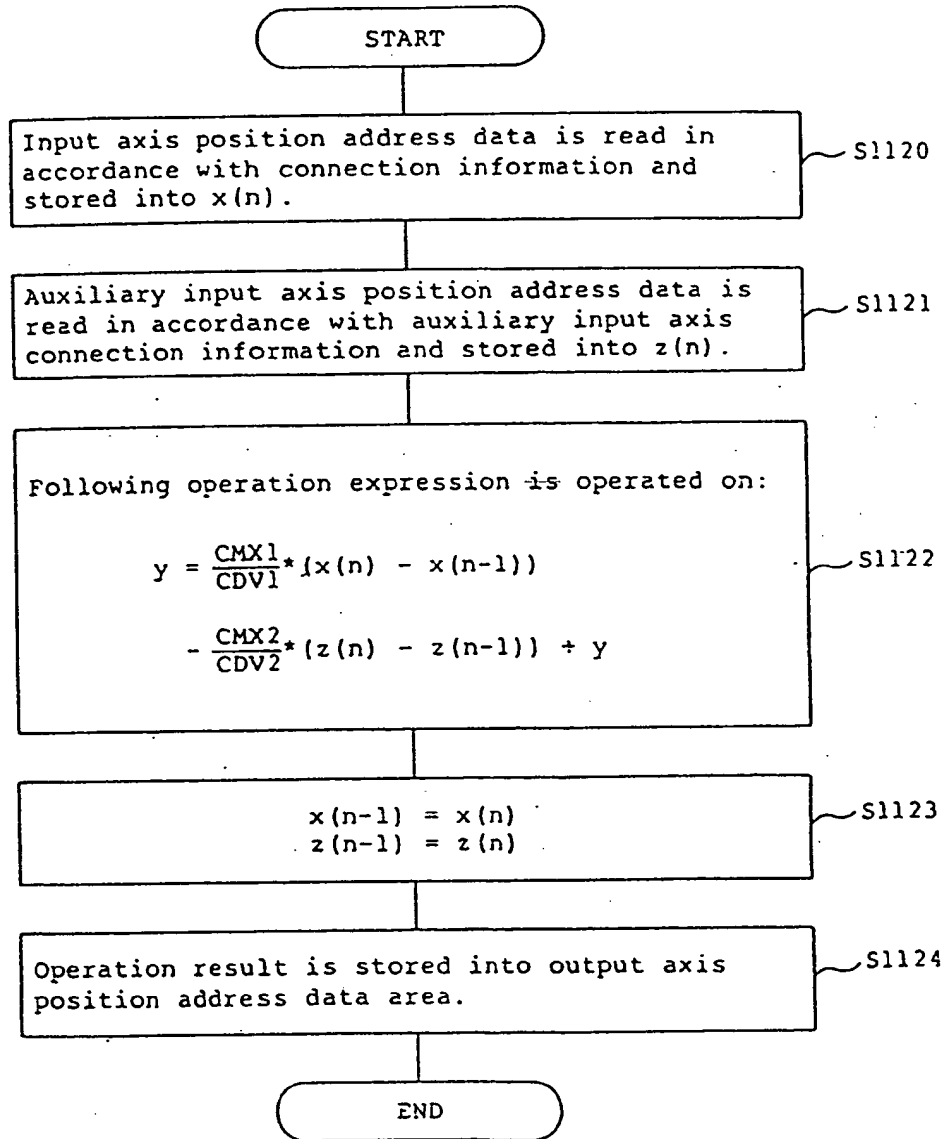 START
Input axis position address data is read in
accordance with connection information and
stored into x(n).
S1120
Auxiliary input axis position address data is
read in accordance with auxiliary input axis
connection information and stored into z(n).
S1121
Following operation expression is operated on:
y = CMX1/CDV1*(x(n) - x(n-1))
- CMX2/CDV2*(z(n) - z(n-1)) + y
S1122
x(n-1) = x(n)
z(n-1) = z(n)
S1123
Operation result is stored into output axis
position address data area.
S1124
END